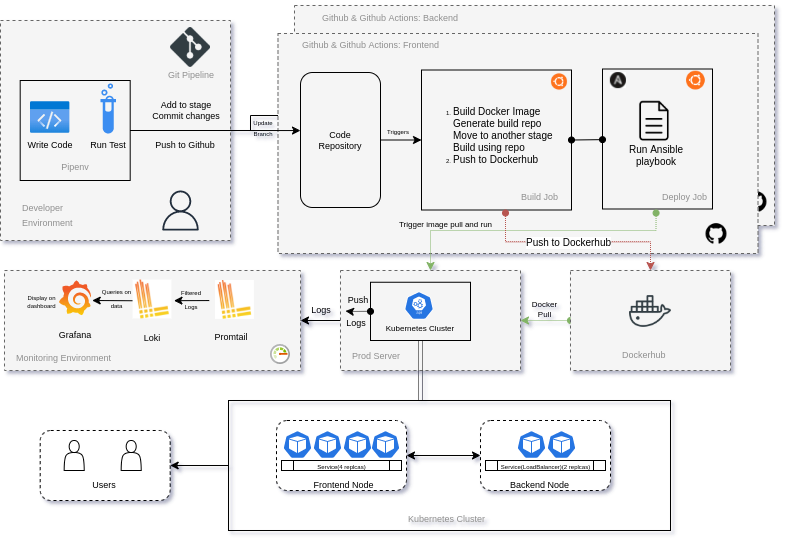 Github & Github Actions: Backend
Github & Github Actions: Frontend
Git Pipeline
Write Code
Run Test
Pipenv
Add to stage
Commit changes
Push to Github
Developer
Environment
Update
Branch
Code
Repository
Triggers
1. Build Docker Image
Generate build repo
Move to another stage
Build using repo
2. Push to Dockerhub
Build Job
Run Ansible
playbook
Deploy Job
Trigger image pull and run
Push to Dockerhub
Display on
dashboard
Grafana
Queries on
data
Loki
Filtered
Logs
Promtail
Monitoring Environment
Logs
Push
Logs
Kubernetes Cluster
Prod Server
Docker
Pull
Dockerhub
Users
Service(4 replcas)
Frontend Node
Service(LoadBalancer)(2 replcas)
Backend Node
Kubernetes Cluster